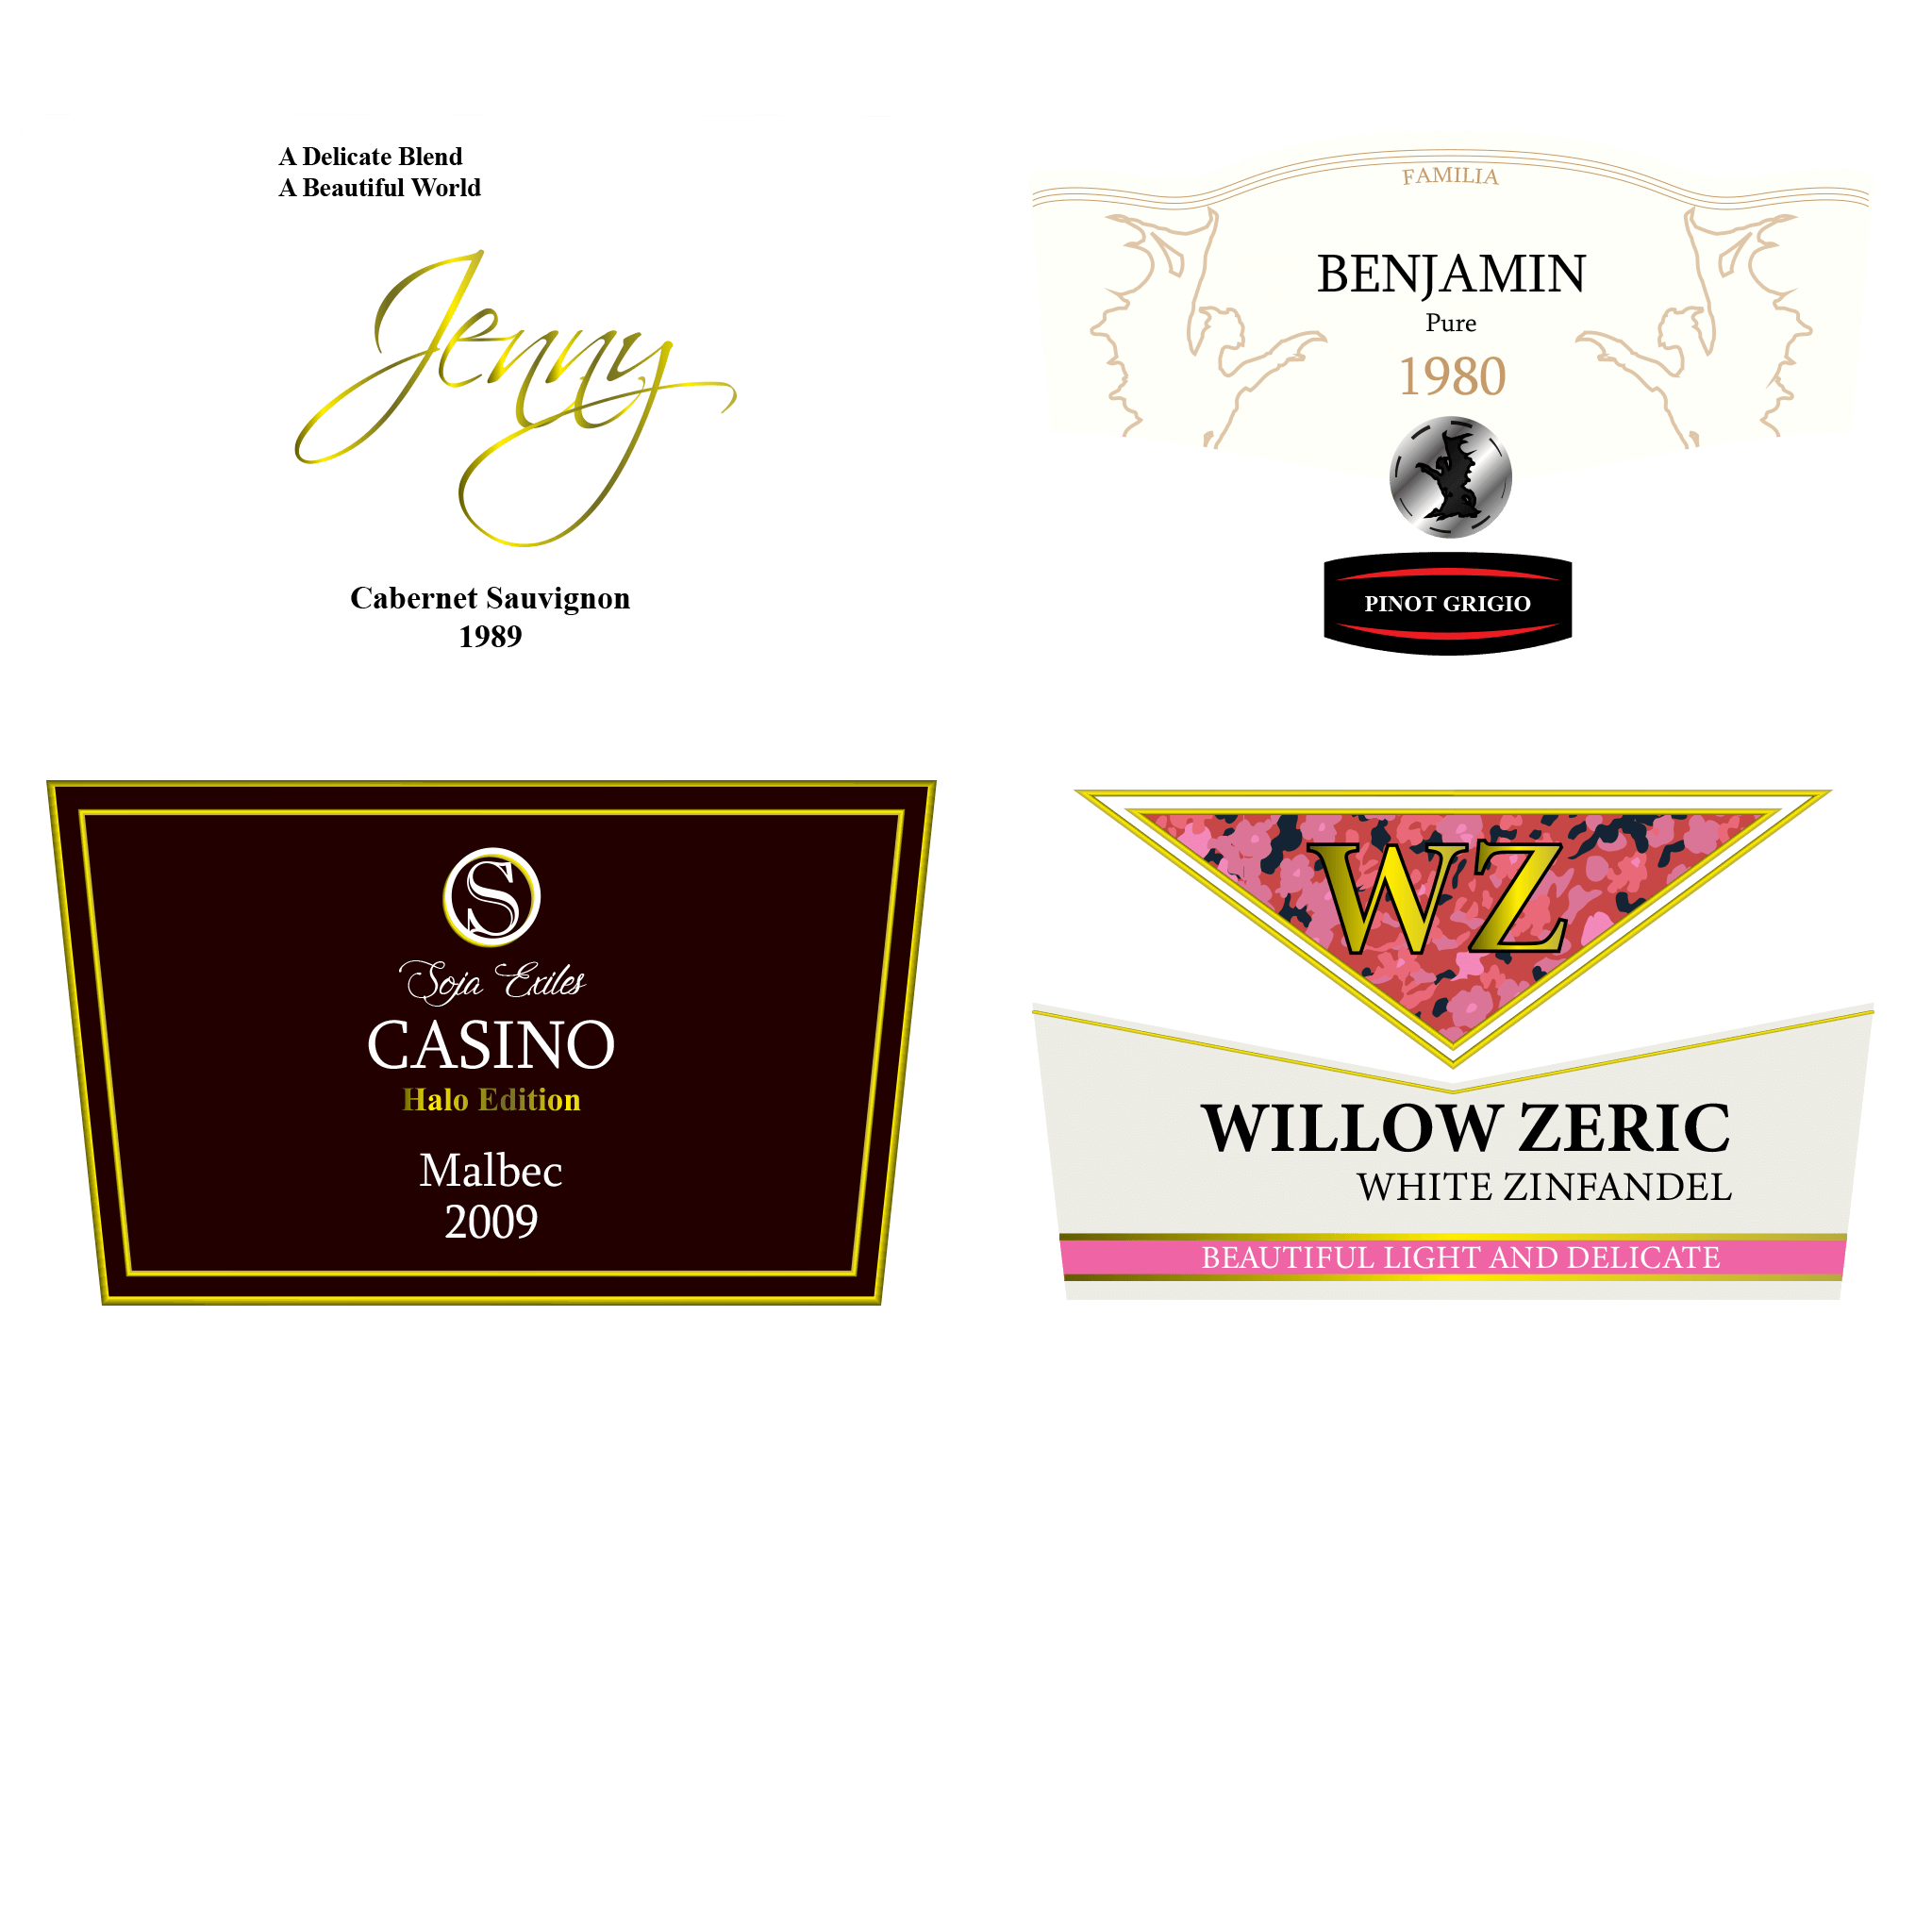 A Delicate Blend
A Beautiful World
Jenny
Cabernet Sauvignon
1989
FAMILIA
BENJAMIN
Pure
1980
PINOT GRIGIO
S
Soja Exiles
CASINO
Halo Edition
Malbec
2009
WZ
WILLOW ZERIC
WHITE ZINFANDEL
BEAUTIFUL LIGHT AND DELICATE